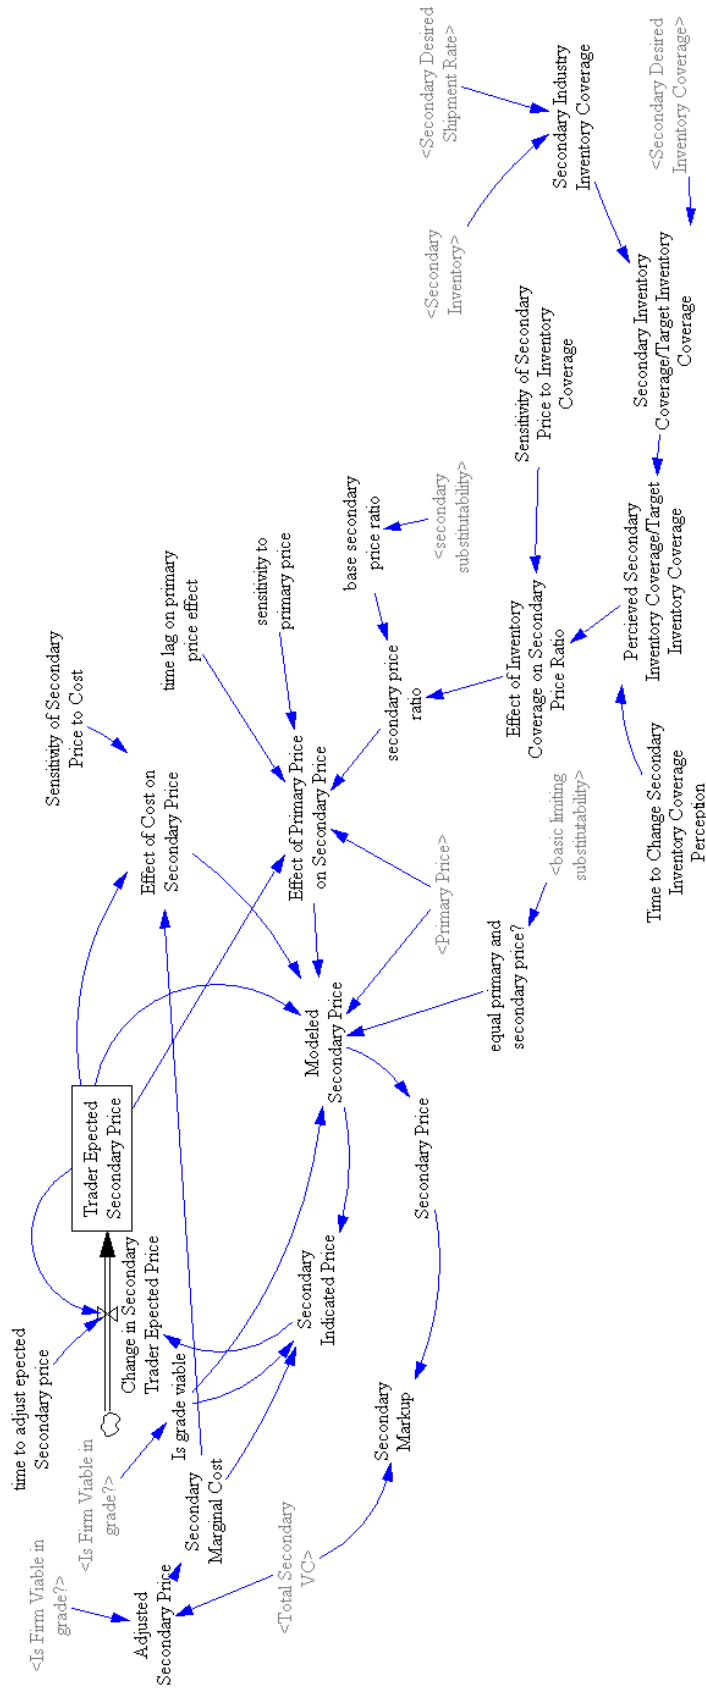 <Is Firm Viable in
grade?>
<Is Firm Viable in
grade?>
time to adjust epected
Secondary price
Trader Epected
Secondary Price
Change in Secondary
Trader Epected Price
Is grade viable
Adjusted
Secondary Price
Secondary
Marginal Cost
<Total Secondary
VC>
Secondary
Markup
Secondary
Indicated Price
Secondary Price
Modeled
Secondary Price
Sensitivity of Secondary
Price to Cost
Effect of Cost on
Secondary Price
time lag on primary
price effect
sensitivity to
primary price
Effect of Primary Price
on Secondary Price
<Primary Price>
equal primary and
secondary price?
<basic limiting
substitutability>
base secondary
price ratio
<secondary
substitutability>
secondary price
ratio
Effect of Inventory
Coverage on Secondary
Price Ratio
Sensitivity of Secondary
Price to Inventory
Coverage
Time to Change Secondary
Inventory Coverage
Perception
Percieved Secondary
Inventory Coverage/Target
Inventory Coverage
Secondary Inventory
Coverage/Target Inventory
Coverage
<Secondary
Inventory>
<Secondary Desired
Shipment Rate>
Secondary Industry
Inventory Coverage
<Secondary Desired
Inventory Coverage>